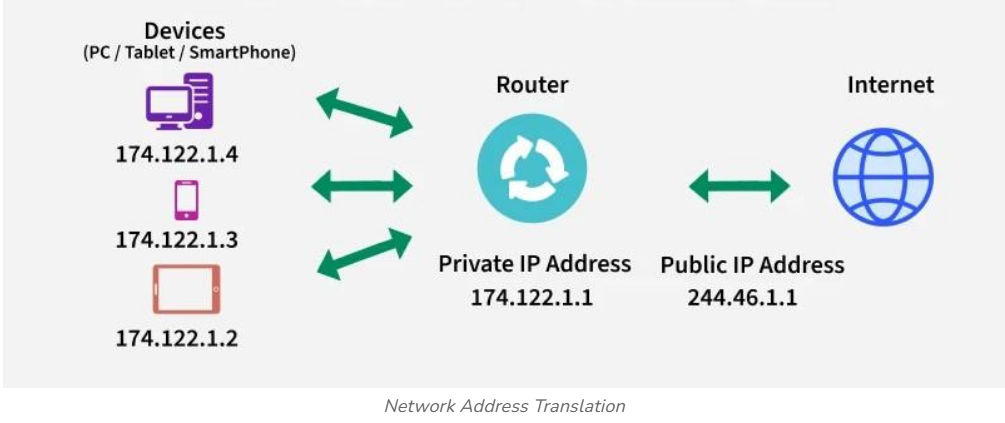 Devices
(PC / Tablet / SmartPhone)
174.122.1.4
174.122.1.3
174.122.1.2
Router
Private IP Address
174.122.1.1
Public IP Address
244.46.1.1
Internet
Network Address Translation